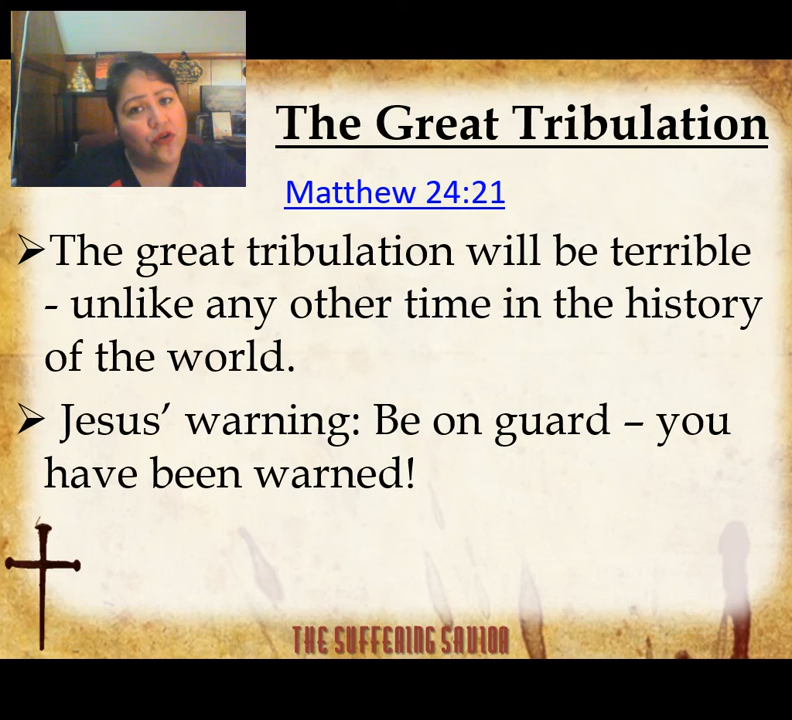 The Great Tribulation
Matthew 24:21
➢The great tribulation will be terrible
- unlike any other time in the history
of the world.
➢ Jesus’ warning: Be on guard – you
have been warned!
THE SUFFERING SAVIOR